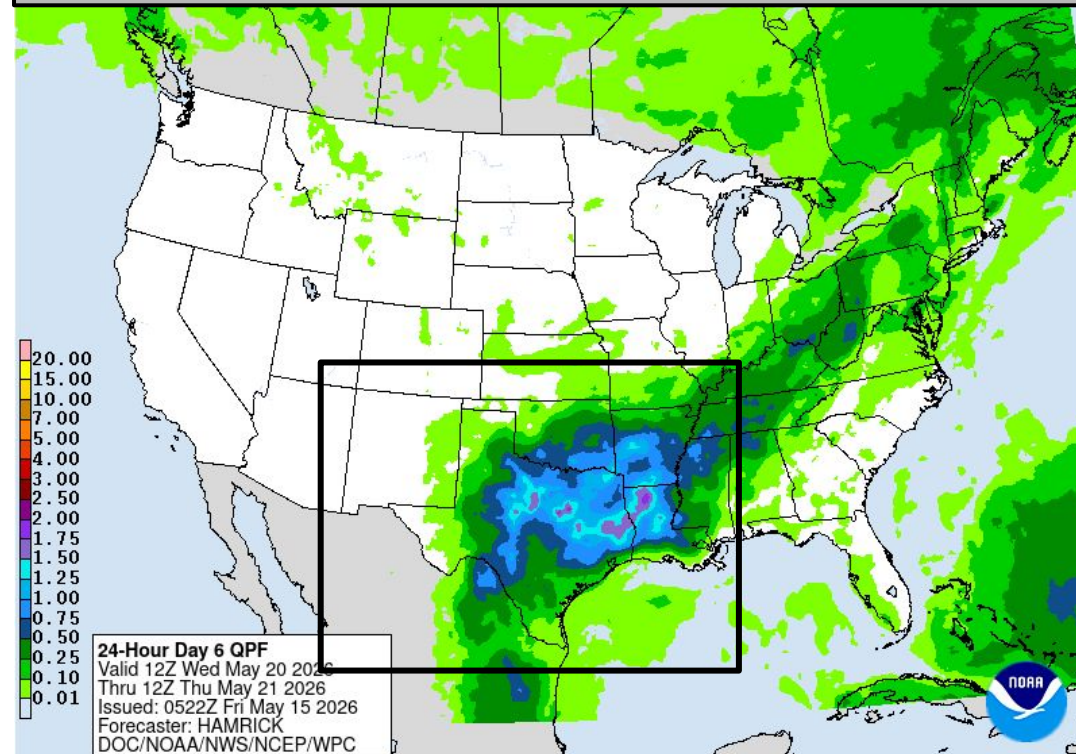 20.00
15.00
10.00
7.00
5.00
4.00
3.00
2.50
2.00
1.75
1.50
1.25
1.00
0.75
0.50
0.25
0.10
0.01
24-Hour Day 6 QPF
Valid 12Z Wed May 20 2026
Thru 12Z Thu May 21 2026
Issued: 0522Z Fri May 15 2026
Forecaster: HAMRICK
DOC/NOAA/NWS/NCEP/WPC
NOAA